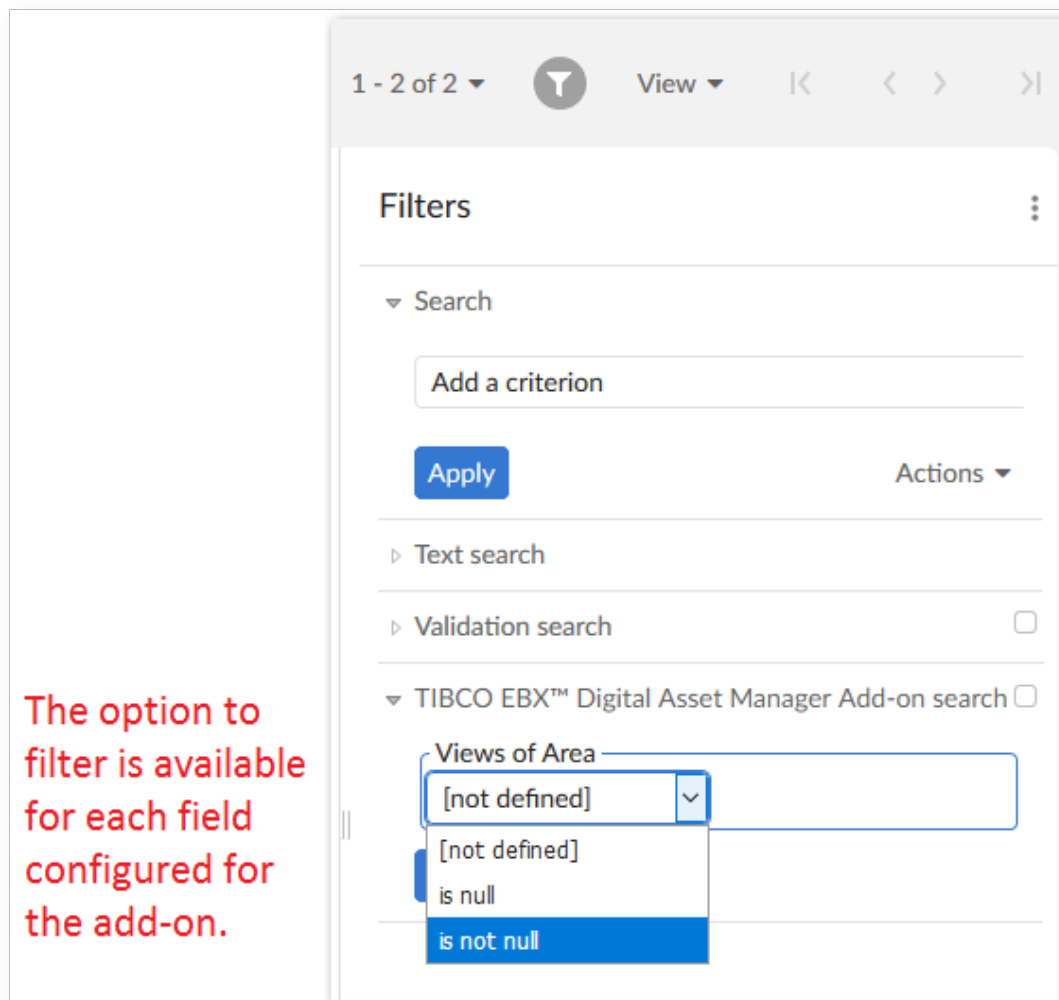 1 - 2 of 2
View
Filters
Search
Add a criterion
Apply
Actions
Text search
Validation search
TIBCO EBX™ Digital Asset Manager Add-on search
Views of Area
[not defined]
[not defined]
is null
is not null
The option to
filter is available
for each field
configured for
the add-on.